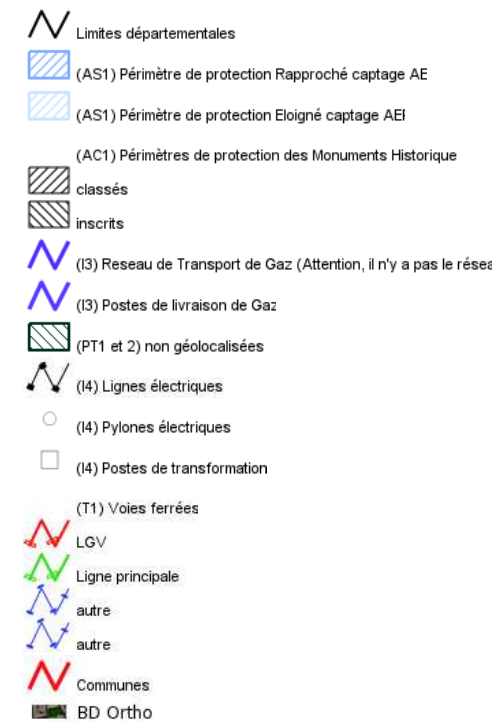 Limites départementales
(AS1) Périmètre de protection Rapproché captage AE
(AS1) Périmètre de protection Eloigné captage AEI
(AC1) Périmètres de protection des Monuments Historique
classés
inscrits
(I3) Reseau de Transport de Gaz (Attention, il n'y a pas le résea
(I3) Postes de livraison de Gaz
(PT1 et 2) non géolocalisées
(I4) Lignes électriques
(I4) Pylones électriques
(I4) Postes de transformation
(T1) Voies ferrées
LGV
Ligne principale
autre
autre
Communes
BD Ortho